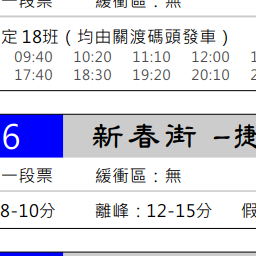 一段票 緩衝區：無
定 18班（均由關渡碼頭發車）
09:40 10:20 11:10 12:00
17:40 18:30 19:20 20:10
6 新春街 –捷
一段票 緩衝區：無
8-10分 離峰：12-15分 假